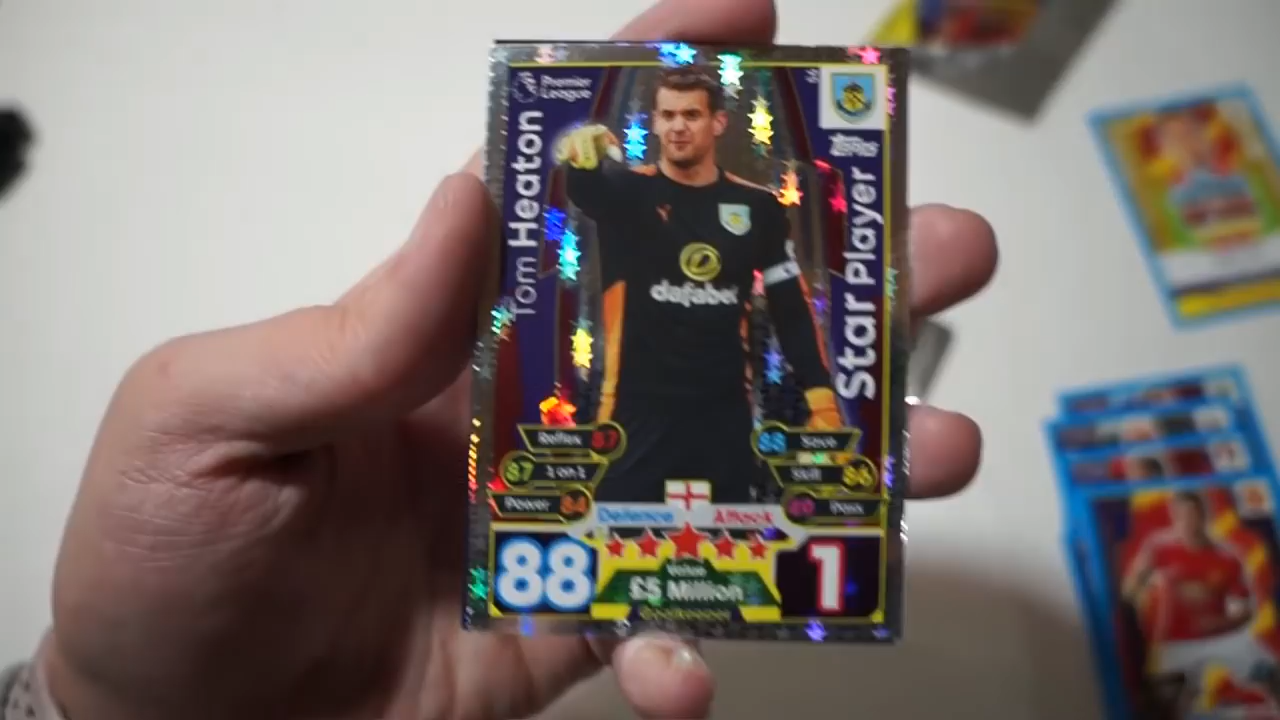 Premier
League
Tom Heaton
Topps
Star Player
dafabet
Reflex 87
88 Save
87 1 on 1
Skill 86
Power 84
Pass
Defence
Attack
88
Value
£5 Million
Goalkeeper
1